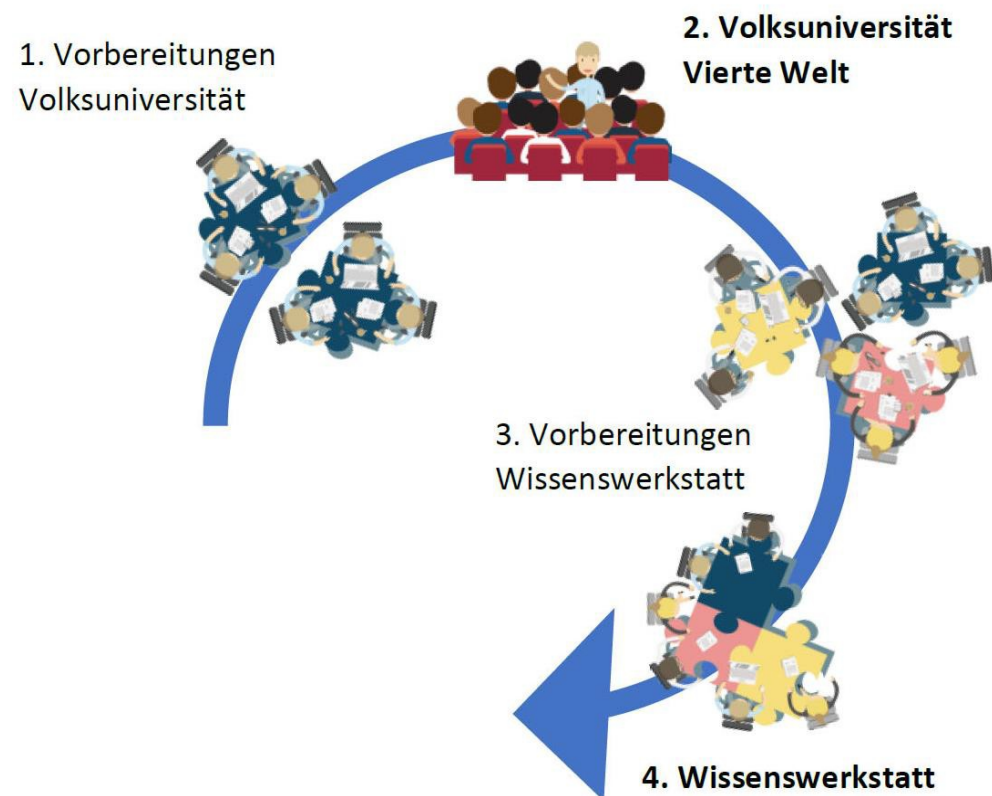 1. Vorbereitungen
Volksuniversität
2. Volksuniversität
Vierte Welt
3. Vorbereitungen
Wissenswerkstatt
4. Wissenswerkstatt